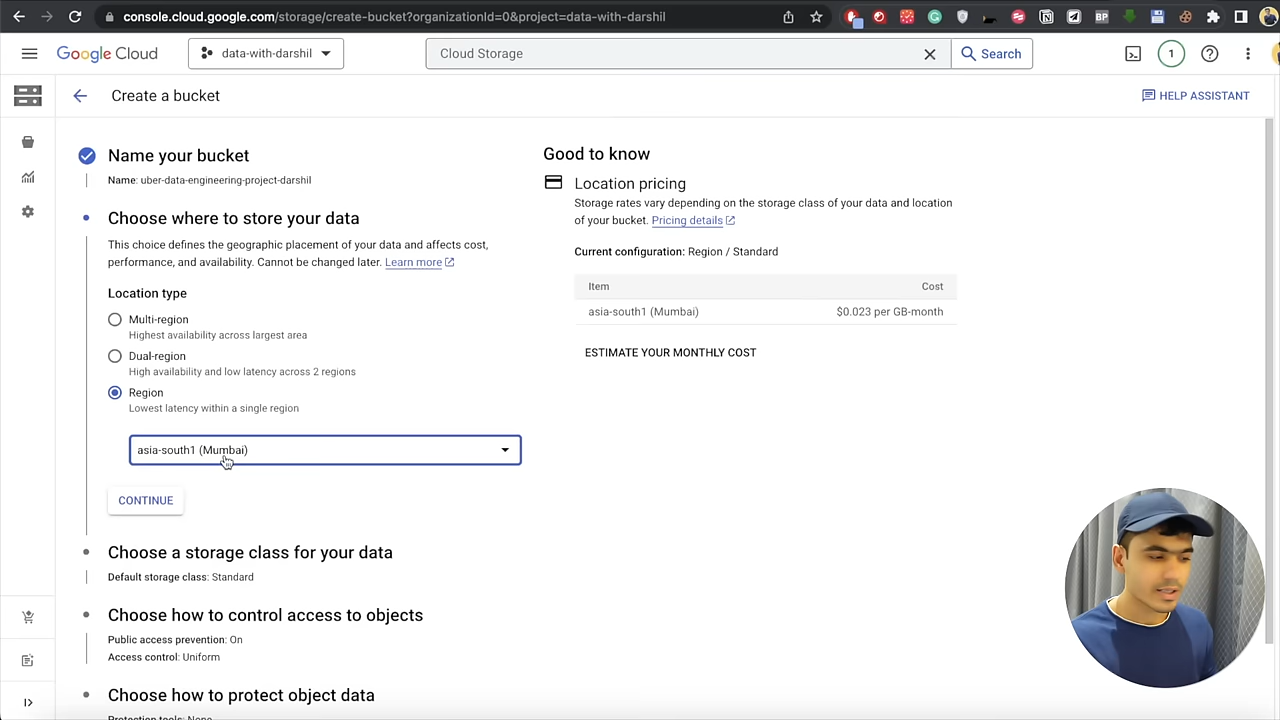 console.cloud.google.com/storage/create-bucket?organizationId=0&project=data-with-darshil
BP
Google Cloud
data-with-darshil
Cloud Storage
Search
1
Create a bucket
HELP ASSISTANT
Name your bucket
Name: uber-data-engineering-project-darshil
Choose where to store your data
This choice defines the geographic placement of your data and affects cost,
performance, and availability. Cannot be changed later. Learn more
Location type
Multi-region
Highest availability across largest area
Dual-region
High availability and low latency across 2 regions
Region
Lowest latency within a single region
asia-south1 (Mumbai)
CONTINUE
Choose a storage class for your data
Default storage class: Standard
Choose how to control access to objects
Public access prevention: On
Access control: Uniform
Choose how to protect object data
Protection tools: None
Good to know
Location pricing
Storage rates vary depending on the storage class of your data and location
of your bucket. Pricing details
Current configuration: Region / Standard
Item Cost
asia-south1 (Mumbai) $0.023 per GB-month
ESTIMATE YOUR MONTHLY COST